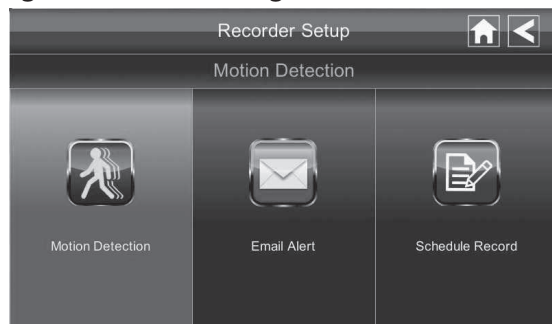 Recorder Setup
Motion Detection
Motion Detection
Email Alert
Schedule Record